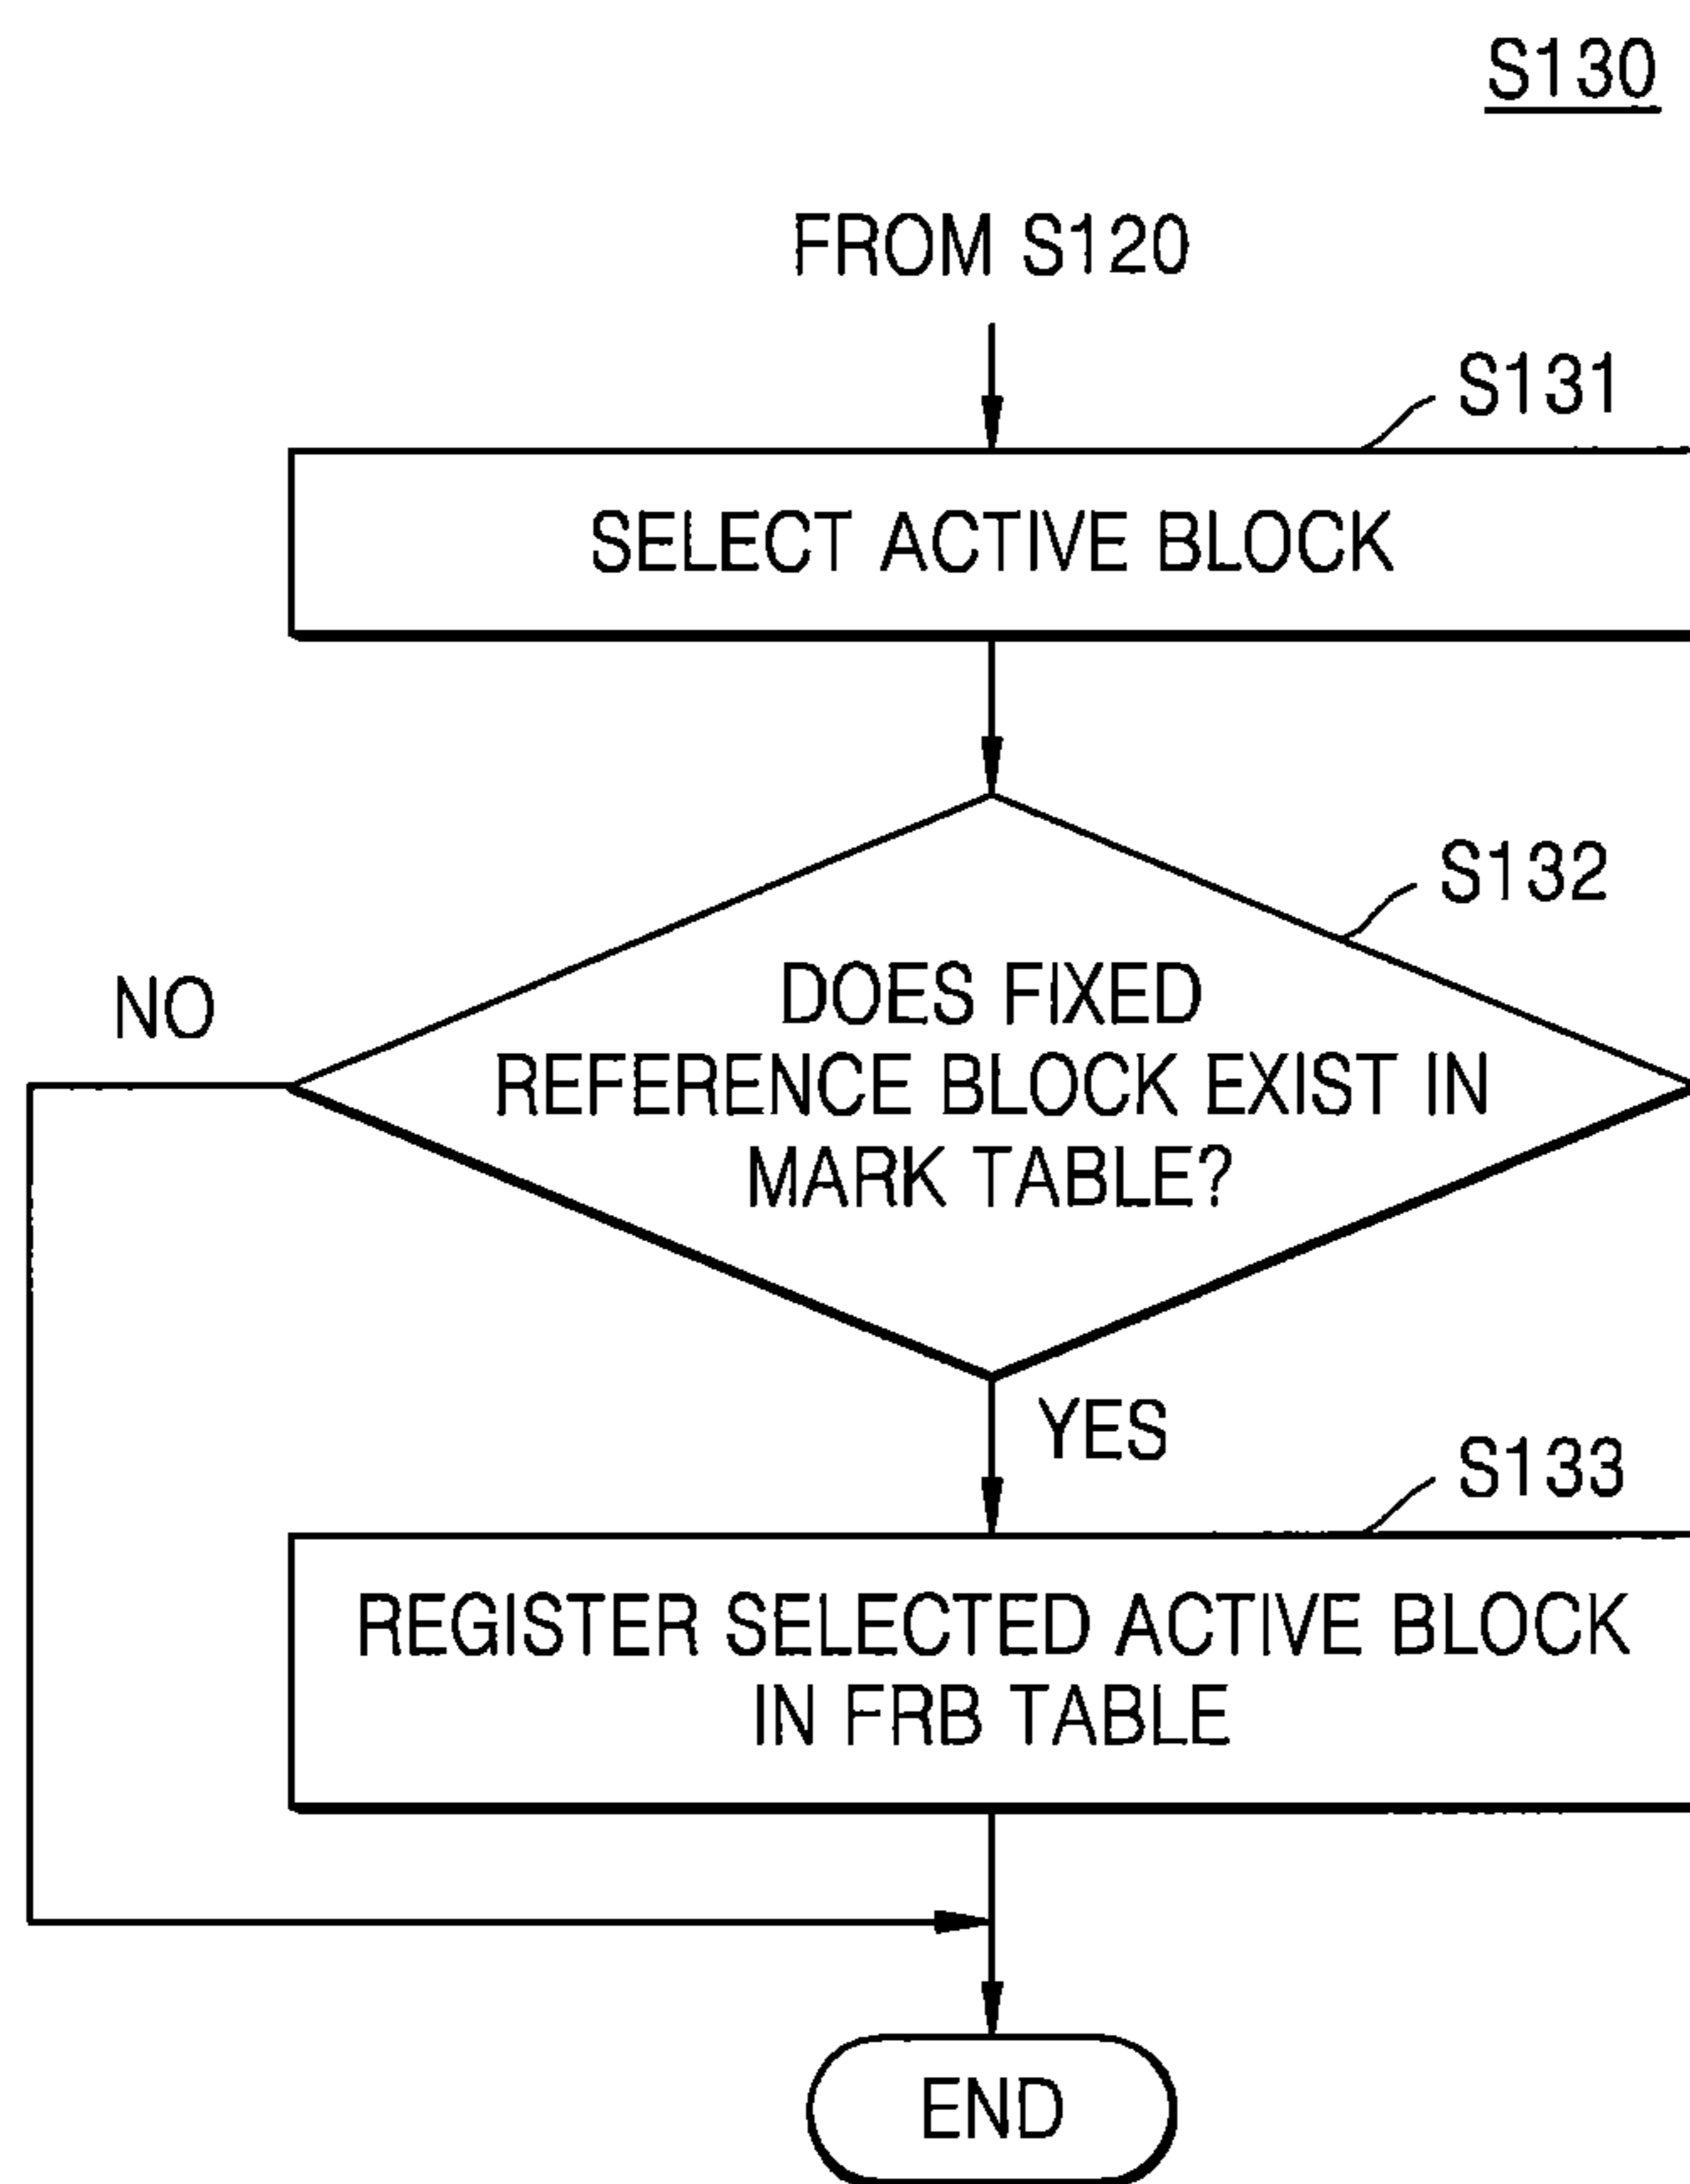 S130
FROM S120
S131
SELECT ACTIVE BLOCK
S132
DOES FIXED
REFERENCE BLOCK EXIST IN
MARK TABLE?
NO
YES
S133
REGISTER SELECTED ACTIVE BLOCK
IN FRB TABLE
END